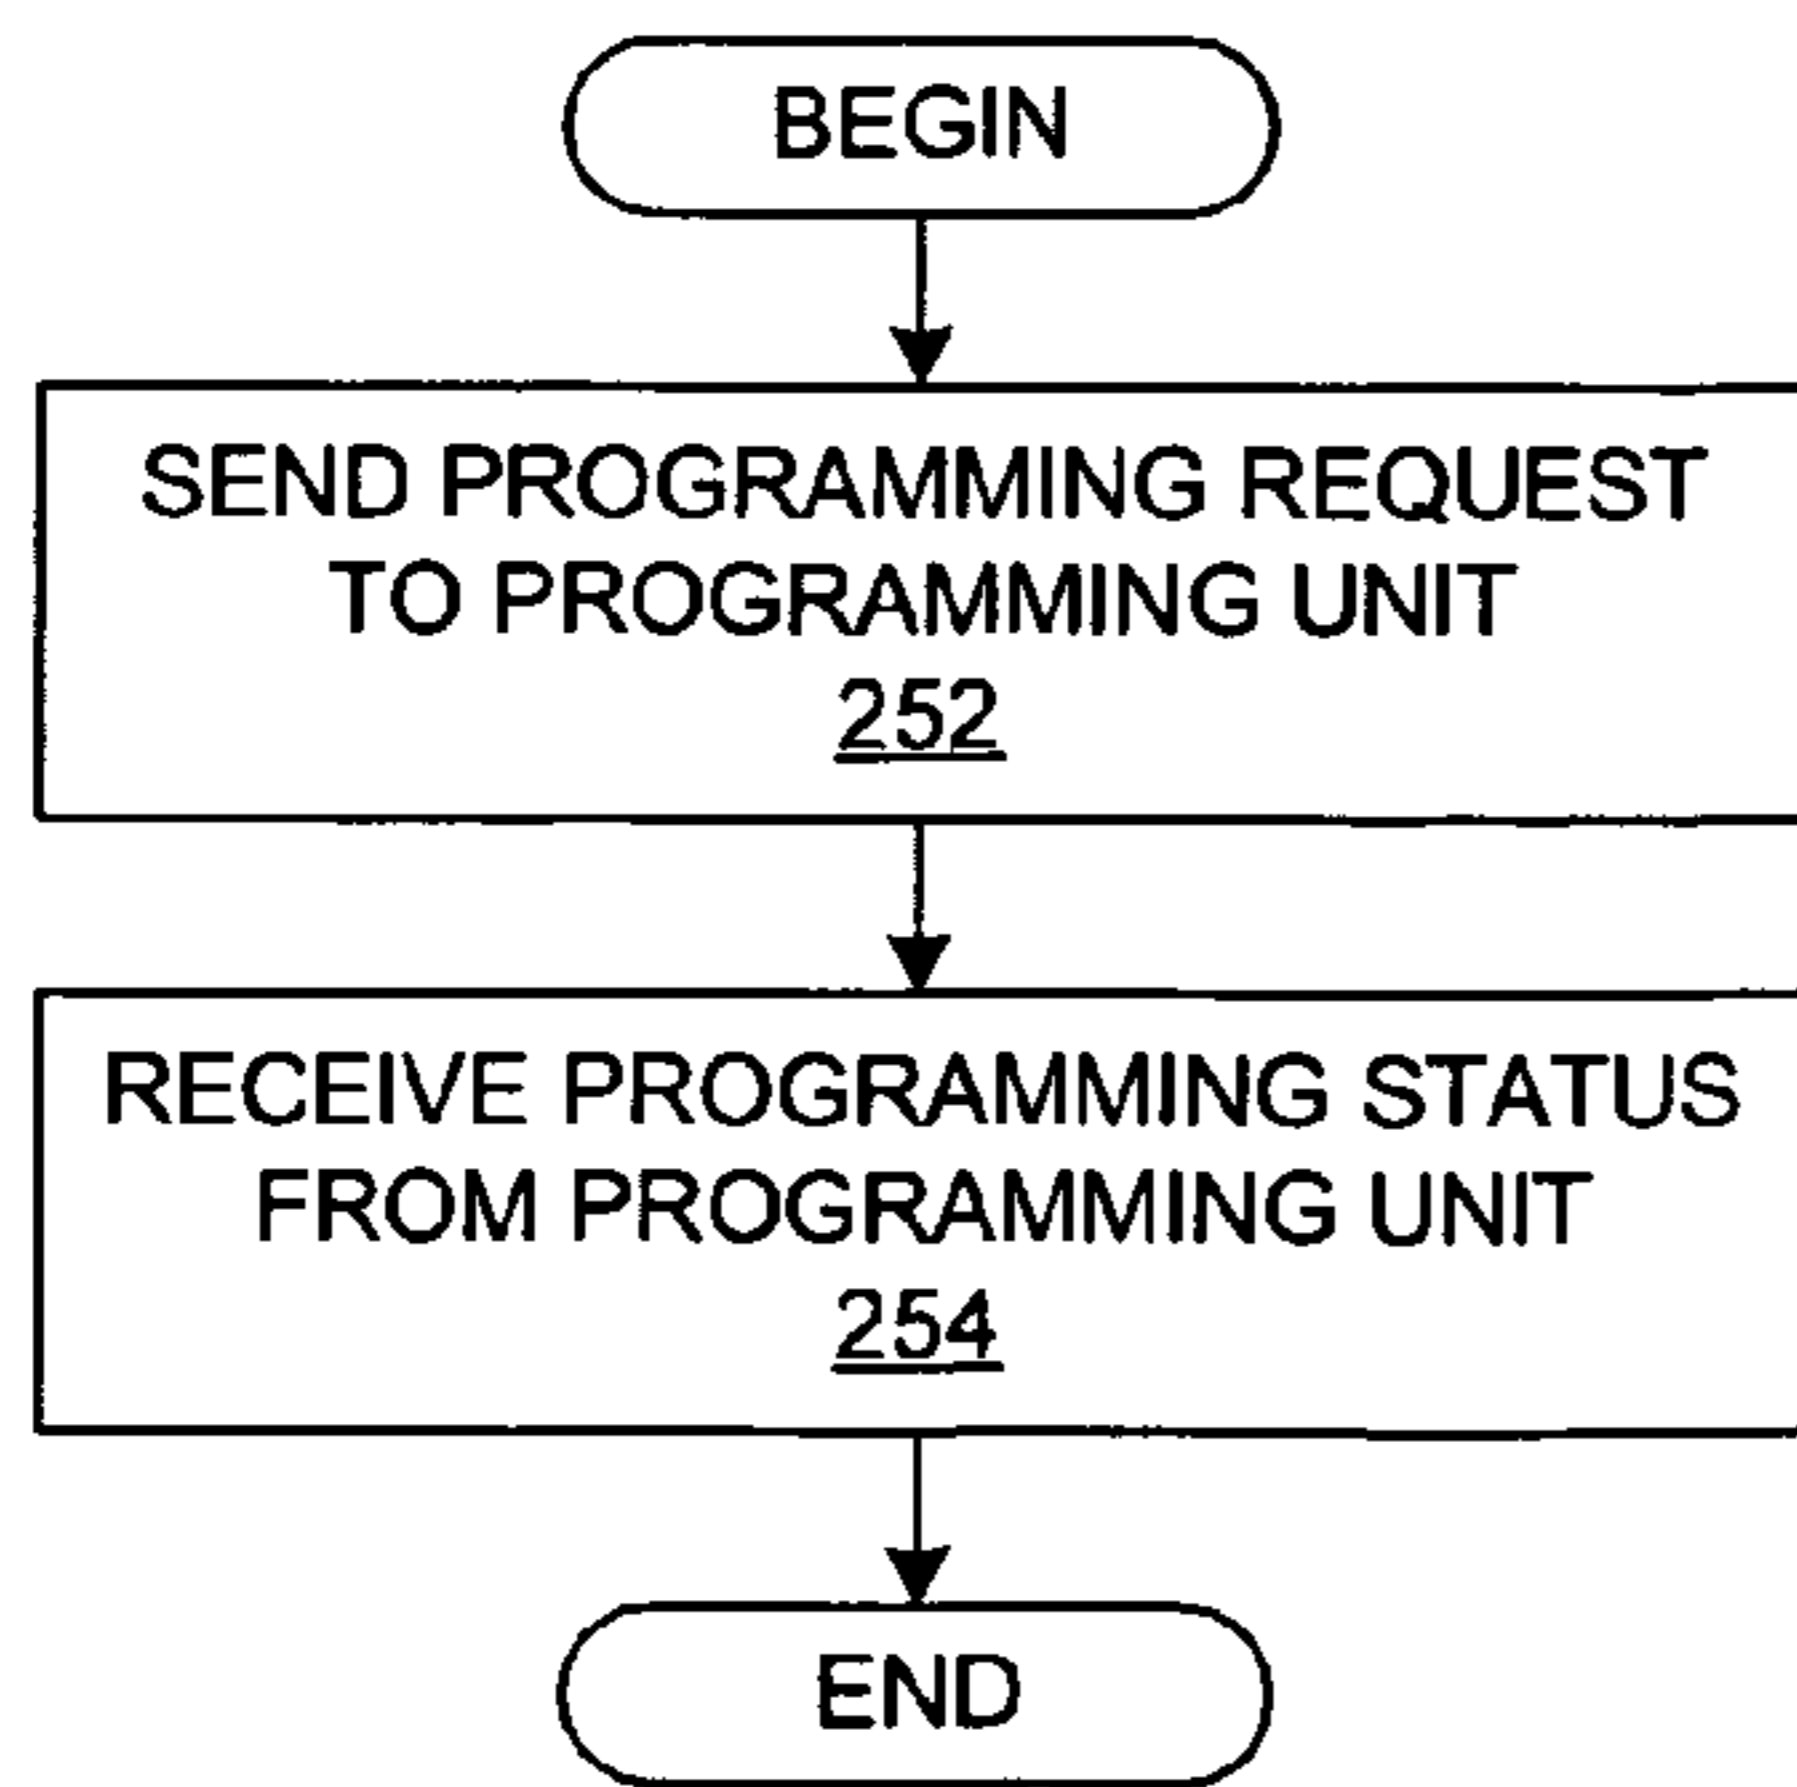 BEGIN
SEND PROGRAMMING REQUEST
TO PROGRAMMING UNIT
252
RECEIVE PROGRAMMING STATUS
FROM PROGRAMMING UNIT
254
END